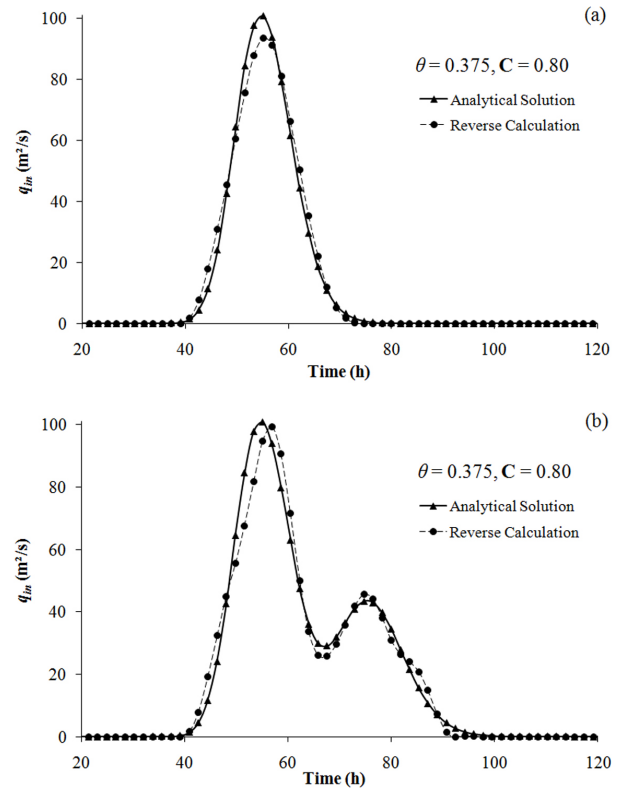 (a)
100
80
60
40
20
0
q_in (m²/s)
θ = 0.375, C = 0.80
Analytical Solution
Reverse Calculation
20 40 60 80 100 120
Time (h)
(b)
100
80
60
40
20
0
q_in (m²/s)
θ = 0.375, C = 0.80
Analytical Solution
Reverse Calculation
20 40 60 80 100 120
Time (h)